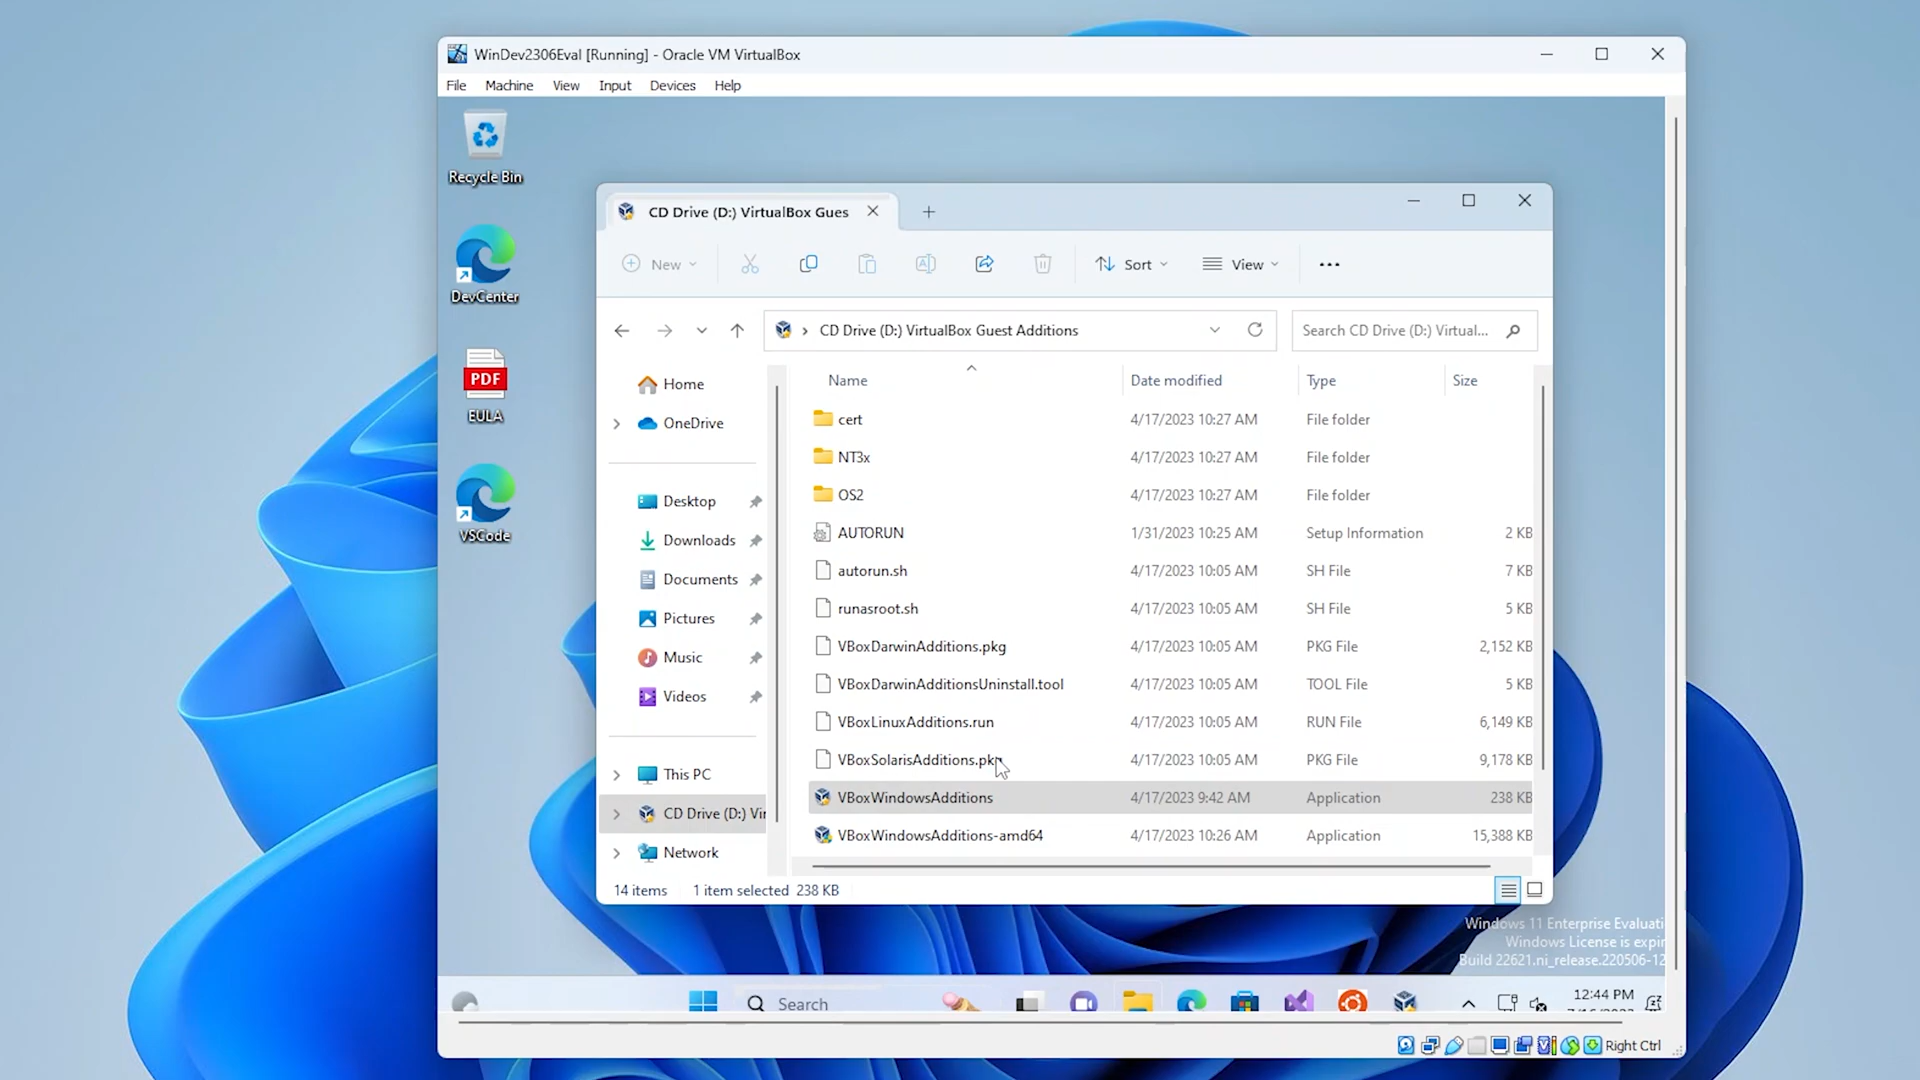 WinDev2306Eval [Running] - Oracle VM VirtualBox
File Machine View Input Devices Help
Recycle Bin
DevCenter
PDF
EULA
VSCode
CD Drive (D:) VirtualBox Gues
New Sort View
CD Drive (D:) VirtualBox Guest Additions
Search CD Drive (D:) Virtual...
Home
OneDrive
Desktop
Downloads
Documents
Pictures
Music
Videos
This PC
CD Drive (D:) Vir
Network
Name Date modified Type Size
cert 4/17/2023 10:27 AM File folder
NT3x 4/17/2023 10:27 AM File folder
OS2 4/17/2023 10:27 AM File folder
AUTORUN 1/31/2023 10:25 AM Setup Information 2 KB
autorun.sh 4/17/2023 10:05 AM SH File 7 KB
runasroot.sh 4/17/2023 10:05 AM SH File 5 KB
VBoxDarwinAdditions.pkg 4/17/2023 10:05 AM PKG File 2,152 KB
VBoxDarwinAdditionsUninstall.tool 4/17/2023 10:05 AM TOOL File 5 KB
VBoxLinuxAdditions.run 4/17/2023 10:05 AM RUN File 6,149 KB
VBoxSolarisAdditions.pkg 4/17/2023 10:05 AM PKG File 9,178 KB
VBoxWindowsAdditions 4/17/2023 9:42 AM Application 238 KB
VBoxWindowsAdditions-amd64 4/17/2023 10:26 AM Application 15,388 KB
14 items 1 item selected 238 KB
Windows 11 Enterprise Evaluati
Windows License is expir
Build 22621.ni_release.220506-12
Search
12:44 PM
Right Ctrl